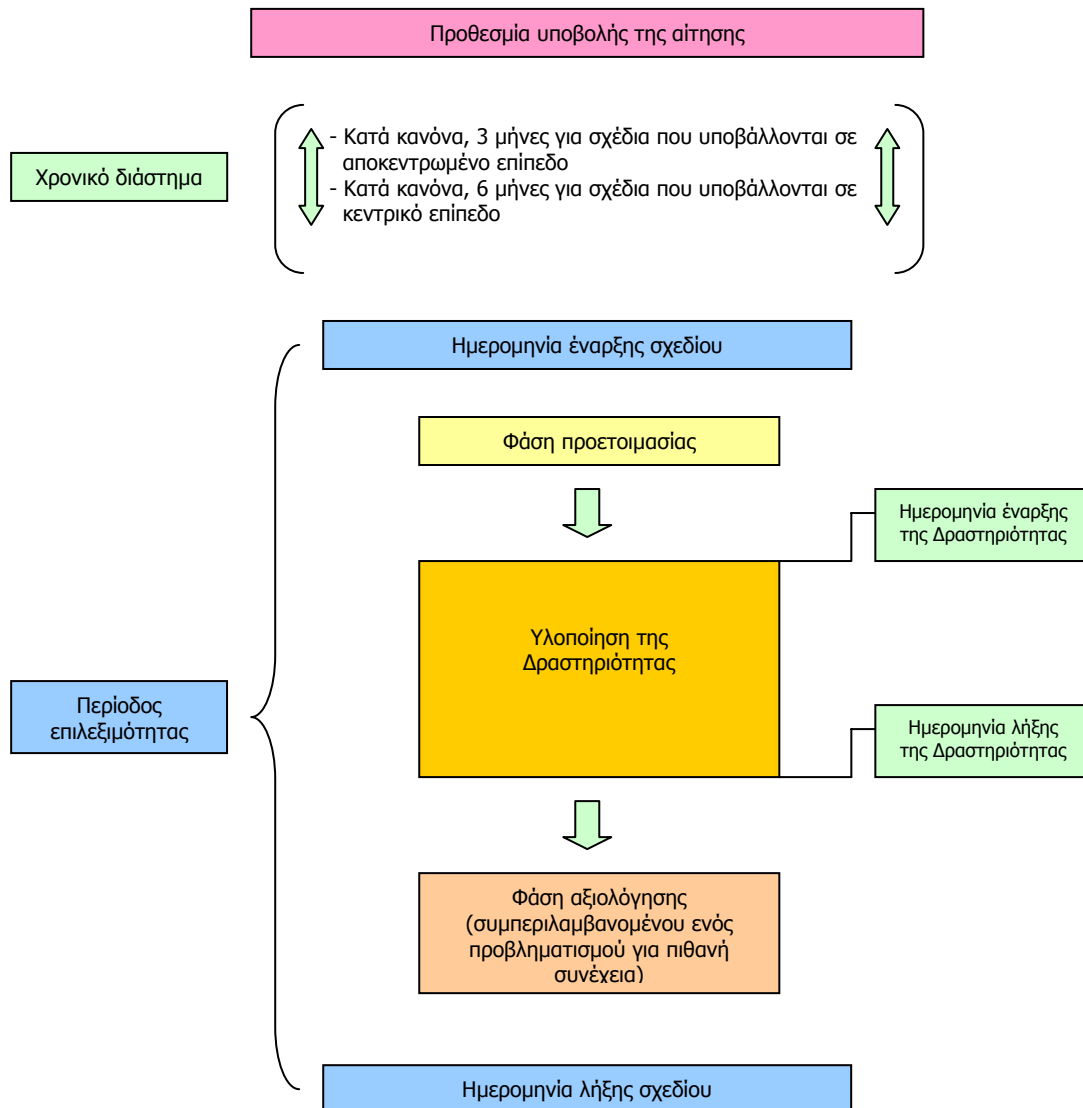 Προθεσμία υποβολής της αίτησης
Χρονικό διάστημα
- Κατά κανόνα, 3 μήνες για σχέδια που υποβάλλονται σε
αποκεντρωμένο επίπεδο
- Κατά κανόνα, 6 μήνες για σχέδια που υποβάλλονται σε
κεντρικό επίπεδο
Ημερομηνία έναρξης σχεδίου
Φάση προετοιμασίας
Ημερομηνία έναρξης
της Δραστηριότητας
Υλοποίηση της
Δραστηριότητας
Περίοδος
επιλεξιμότητας
Ημερομηνία λήξης
της Δραστηριότητας
Φάση αξιολόγησης
(συμπεριλαμβανομένου ενός
προβληματισμού για πιθανή
συνέχεια)
Ημερομηνία λήξης σχεδίου